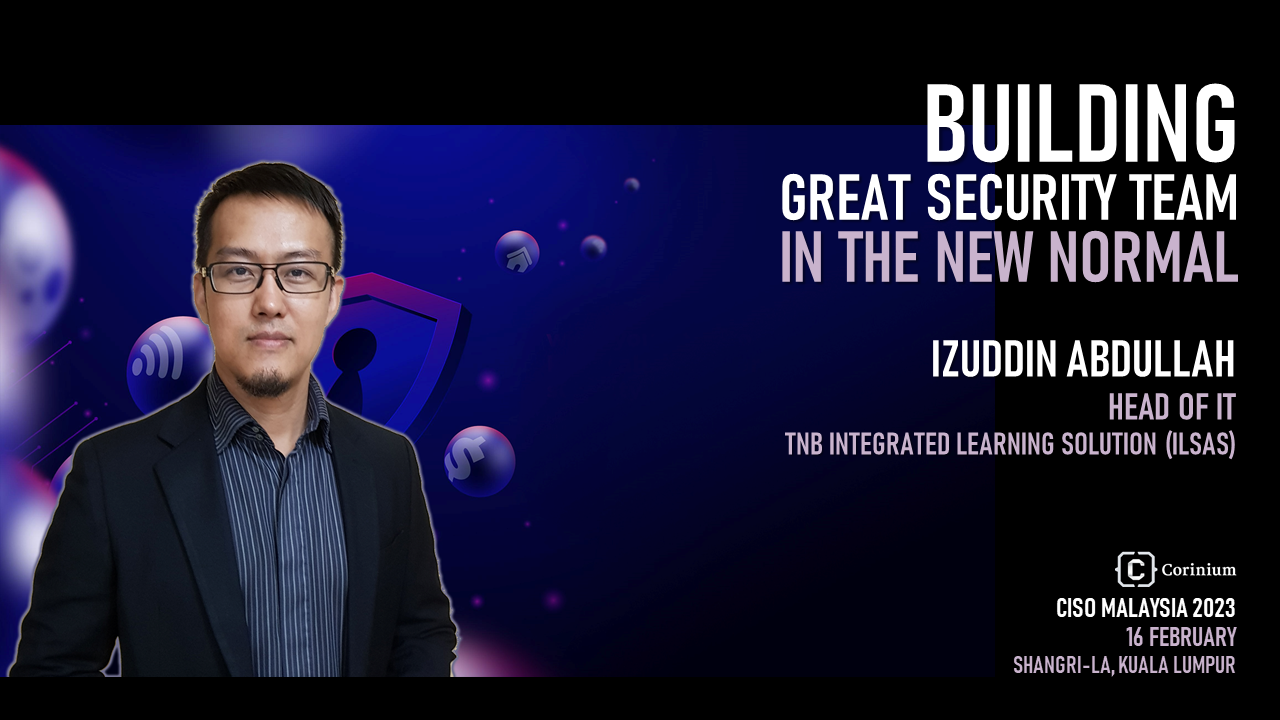 BUILDING
GREAT SECURITY TEAM
IN THE NEW NORMAL
IZUDDIN ABDULLAH
HEAD OF IT
TNB INTEGRATED LEARNING SOLUTION (ILSAS)
C Corinium
CISO MALAYSIA 2023
16 FEBRUARY
SHANGRI-LA, KUALA LUMPUR